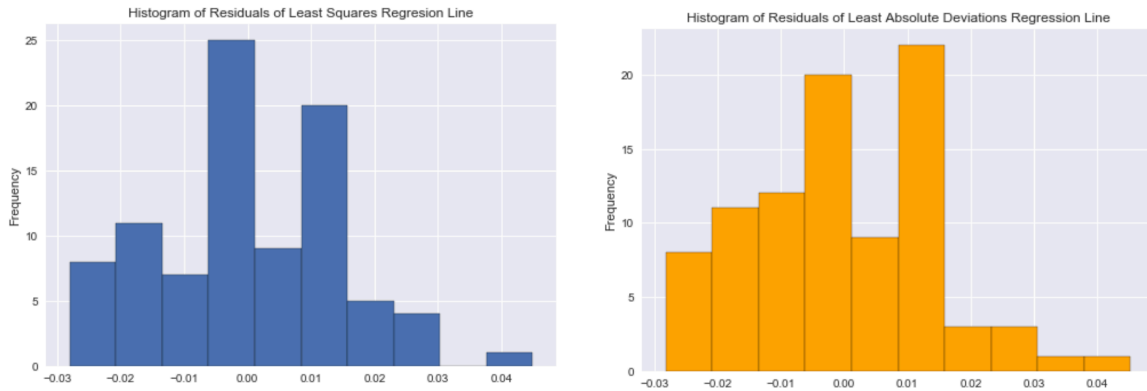 Histogram of Residuals of Least Squares Regresion Line
Frequency
25
20
15
10
5
0
−0.03 −0.02 −0.01 0.00 0.01 0.02 0.03 0.04
Histogram of Residuals of Least Absolute Deviations Regression Line
Frequency
20
15
10
5
0
−0.03 −0.02 −0.01 0.00 0.01 0.02 0.03 0.04